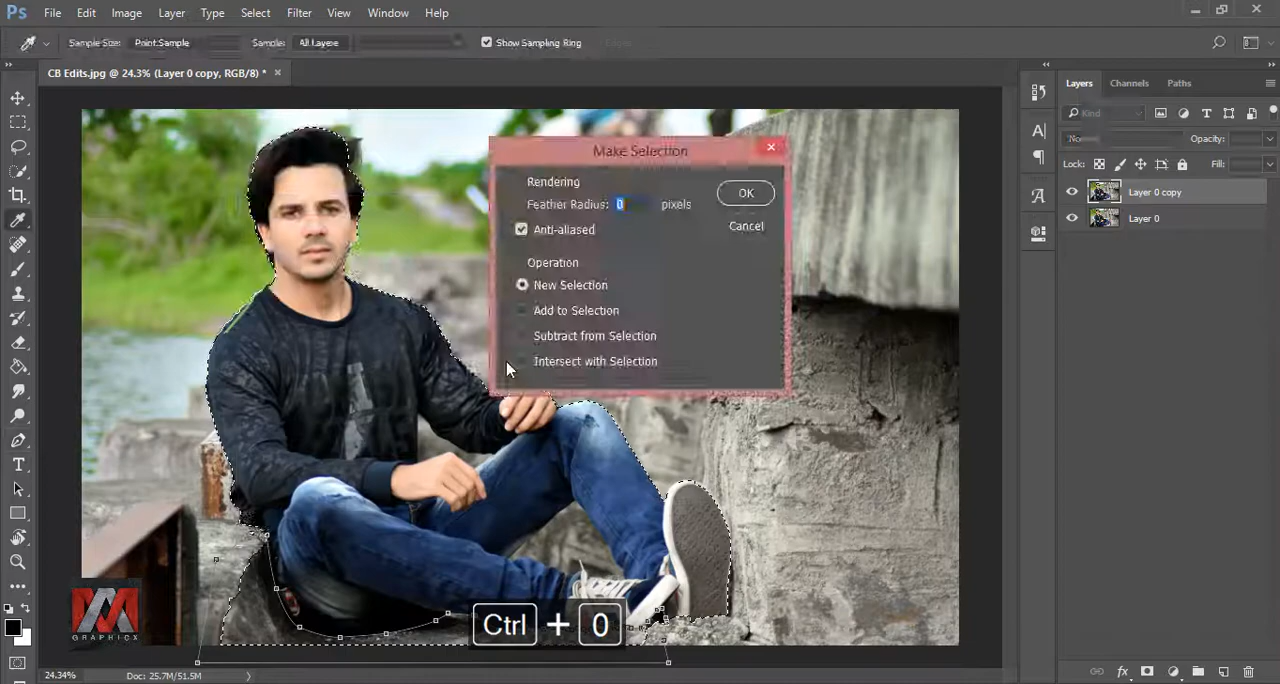 Ps File Edit Image Layer Type Select Filter View Window Help
Sample Size: Point Sample Sample: All Layers Show Sampling Ring
CB Edits.jpg @ 24.3% (Layer 0 copy, RGB/8) * ×
Layers Channels Paths
Kind
Opacity:
Lock: Fill:
Layer 0 copy
Layer 0
Make Selection
Rendering
Feather Radius: 0 pixels
OK
Anti-aliased
Cancel
Operation
New Selection
Add to Selection
Subtract from Selection
Intersect with Selection
GRAPHICX
Ctrl + 0
24.34% Doc: 25.7M/51.5M